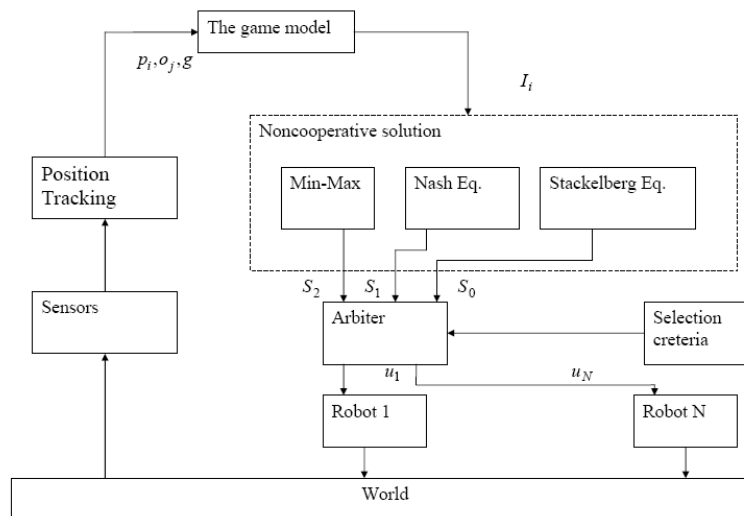 The game model
p_i, o_j, g
I_i
Noncooperative solution
Position
Tracking
Min-Max
Nash Eq.
Stackelberg Eq.
S_2
S_1
S_0
Sensors
Arbiter
Selection
creteria
u_1
u_N
Robot 1
Robot N
World